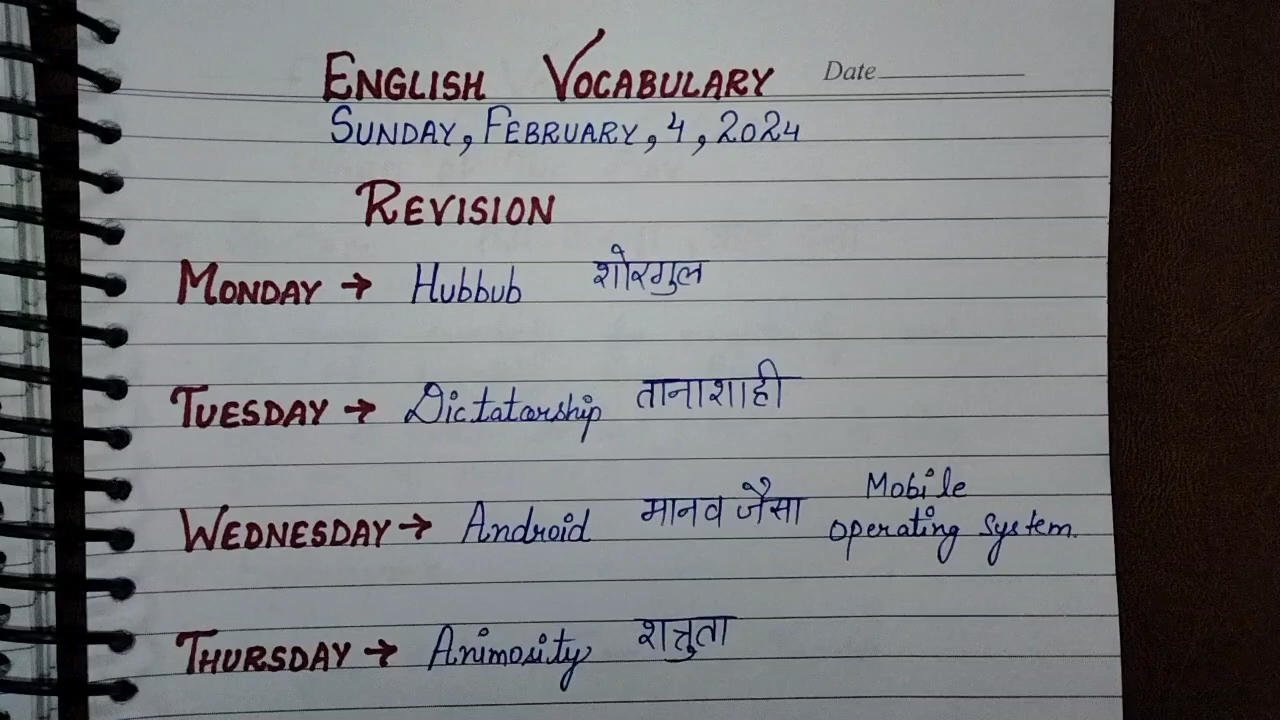 ENGLISH VOCABULARY Date
SUNDAY, FEBRUARY, 4, 2024
REVISION
MONDAY → Hubbub शोरगुल
TUESDAY → Dictatorship तानाशाही
WEDNESDAY → Android मानव जैसा Mobile
operating system.
THURSDAY → Animosity शत्रुता